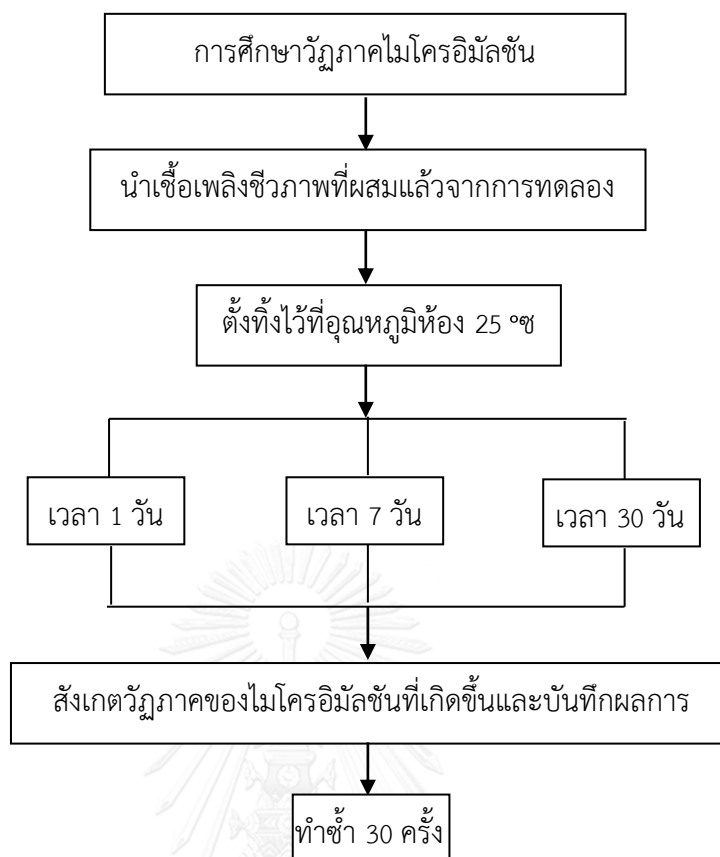 การศึกษาวัฏภาคไมโครอิมัลชัน
นำเชื้อเพลิงชีวภาพที่ผสมแล้วจากการทดลอง
ตั้งทิ้งไว้ที่อุณหภูมิห้อง 25 °ซ
เวลา 1 วัน
เวลา 7 วัน
เวลา 30 วัน
สังเกตวัฏภาคของไมโครอิมัลชันที่เกิดขึ้นและบันทึกผลการ
ทำซ้ำ 30 ครั้ง